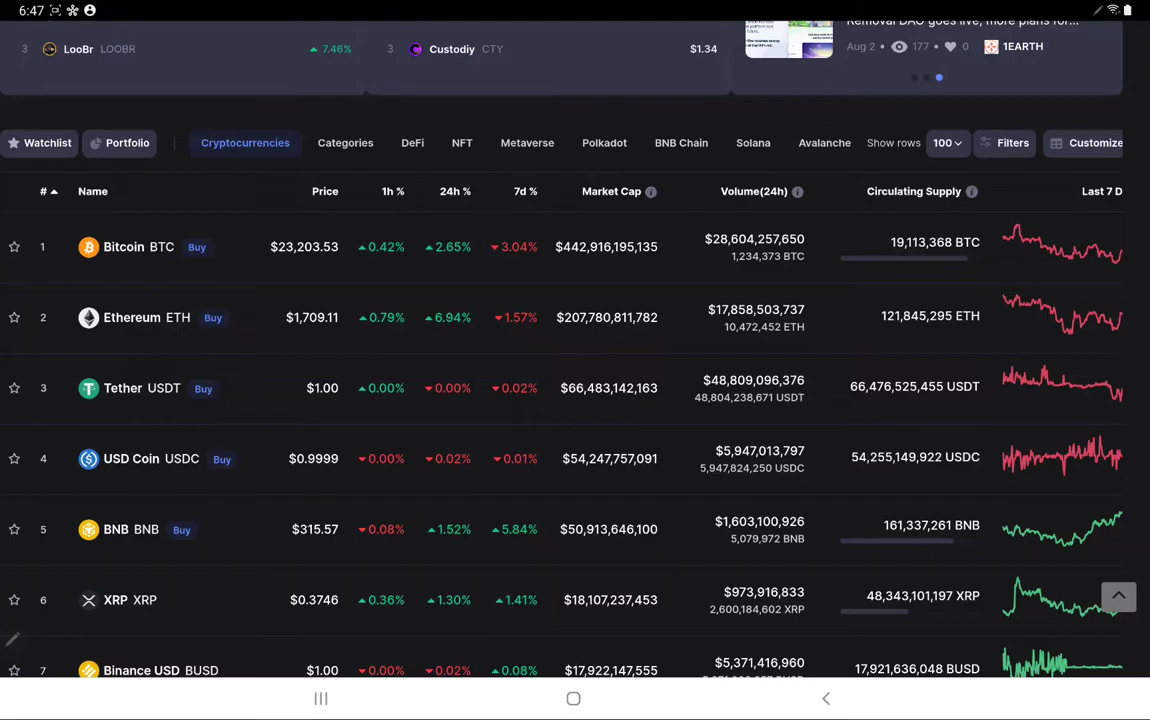 6:47
Removal DAO goes live, more plans for...
3 LooBr LOOBR 7.46% 3 Custodiy CTY $1.34 Aug 2 • 177 • 0 1EARTH
Watchlist Portfolio Cryptocurrencies Categories DeFi NFT Metaverse Polkadot BNB Chain Solana Avalanche Show rows 100 Filters Customize
# Name Price 1h % 24h % 7d % Market Cap Volume(24h) Circulating Supply Last 7 D
1 Bitcoin BTC Buy $23,203.53 0.42% 2.65% 3.04% $442,916,195,135 $28,604,257,650 19,113,368 BTC
1,234,373 BTC
2 Ethereum ETH Buy $1,709.11 0.79% 6.94% 1.57% $207,780,811,782 $17,858,503,737 121,845,295 ETH
10,472,452 ETH
3 Tether USDT Buy $1.00 0.00% 0.00% 0.02% $66,483,142,163 $48,809,096,376 66,476,525,455 USDT
48,804,238,671 USDT
4 USD Coin USDC Buy $0.9999 0.00% 0.02% 0.01% $54,247,757,091 $5,947,013,797 54,255,149,922 USDC
5,947,824,250 USDC
5 BNB BNB Buy $315.57 0.08% 1.52% 5.84% $50,913,646,100 $1,603,100,926 161,337,261 BNB
5,079,972 BNB
6 XRP XRP $0.3746 0.36% 1.30% 1.41% $18,107,237,453 $973,916,833 48,343,101,197 XRP
2,600,184,602 XRP
7 Binance USD BUSD $1.00 0.00% 0.02% 0.08% $17,922,147,555 $5,371,416,960 17,921,636,048 BUSD